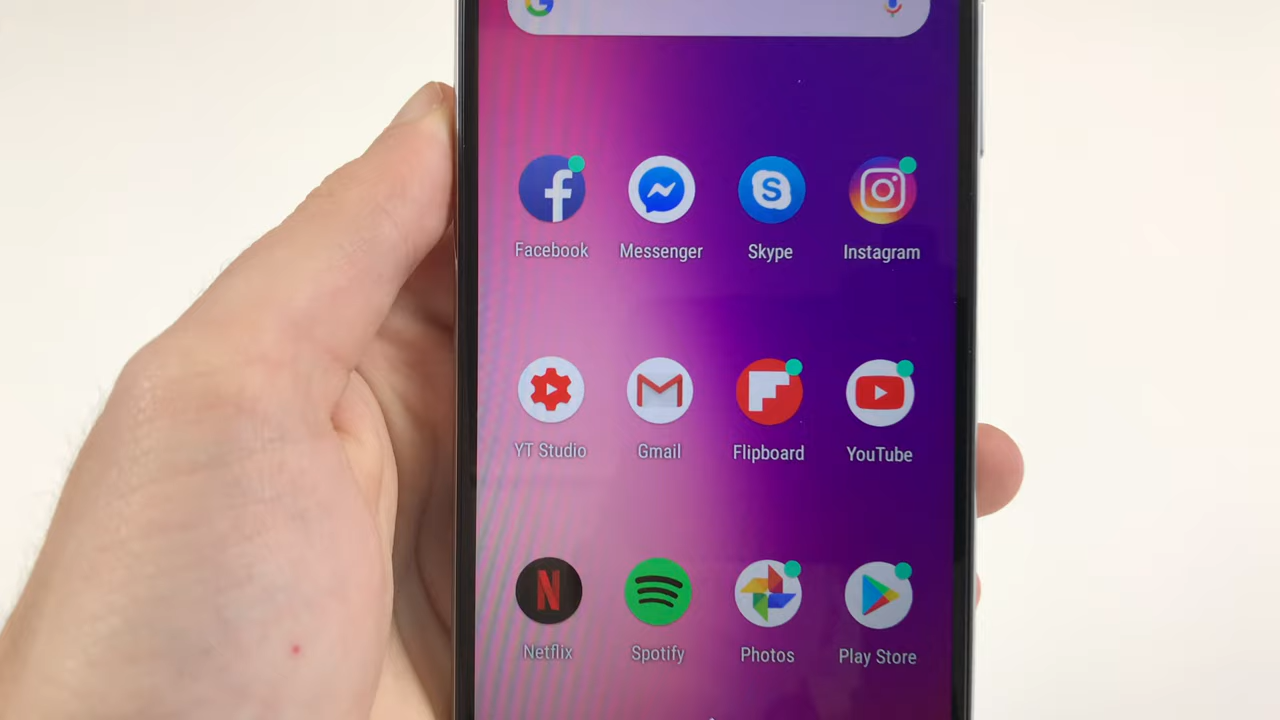 Facebook Messenger Skype Instagram
YT Studio Gmail Flipboard YouTube
Netflix Spotify Photos Play Store